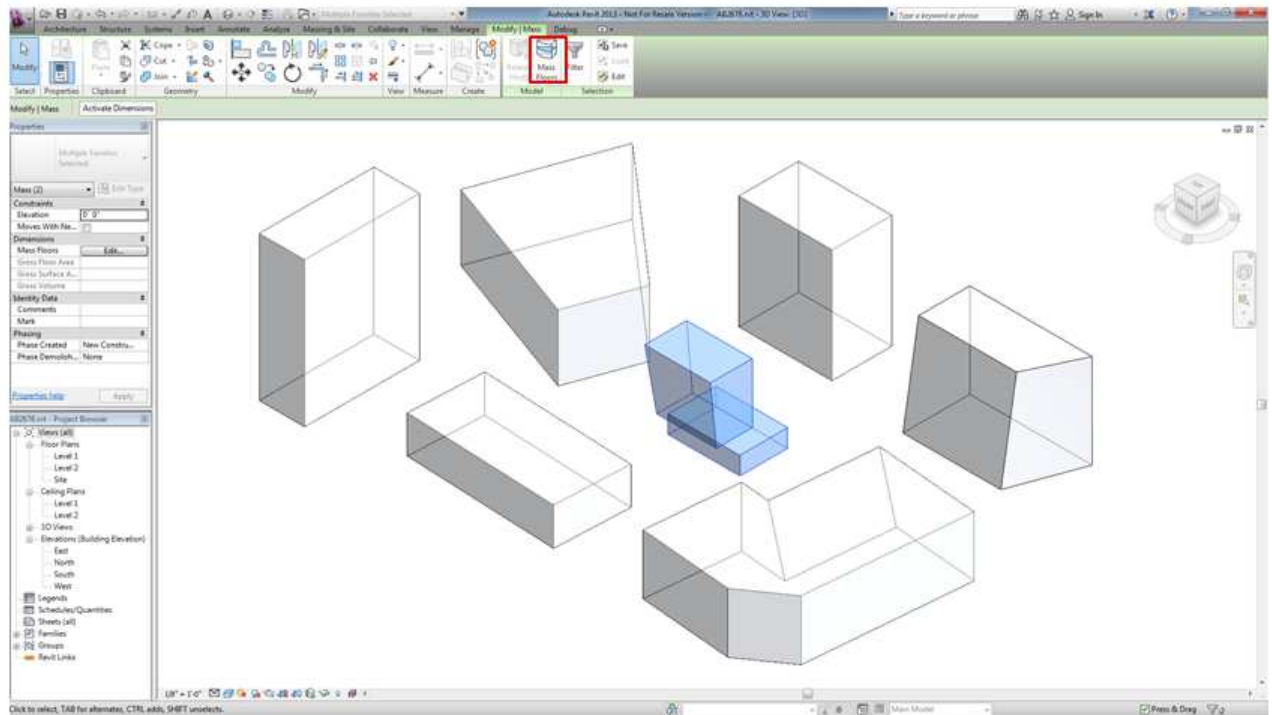 Autodesk Revit 2013 - Not For Resale Version - AB2676.rvt - 3D View: {3D}
Type a keyword or phrase
Sign In
Architecture Structure Systems Insert Annotate Analyze Massing & Site Collaborate View Manage Modify | Mass Debug
Modify
Paste
Cope
Cut
Join
Mass Floors
Filter
Save
Load
Edit
Select Properties Clipboard Geometry Modify View Measure Create Model Selection
Modify | Mass Activate Dimensions
Properties
Multiple Families Selected
Mass (2) Edit Type
Constraints
Elevation 0' 0"
Moves With Ne...
Dimensions
Mass Floors Edit...
Gross Floor Area
Gross Surface A...
Gross Volume
Identity Data
Comments
Mark
Phasing
Phase Created New Constru...
Phase Demolish... None
Properties help Apply
AB2676.rvt - Project Browser
Views (all)
Floor Plans
Level 1
Level 2
Site
Ceiling Plans
Level 1
Level 2
3D Views
Elevations (Building Elevation)
East
North
South
West
Legends
Schedules/Quantities
Sheets (all)
Families
Groups
Revit Links
1/8" = 1'-0"
Click to select, TAB for alternates, CTRL adds, SHIFT unselects.
Main Model
Press & Drag